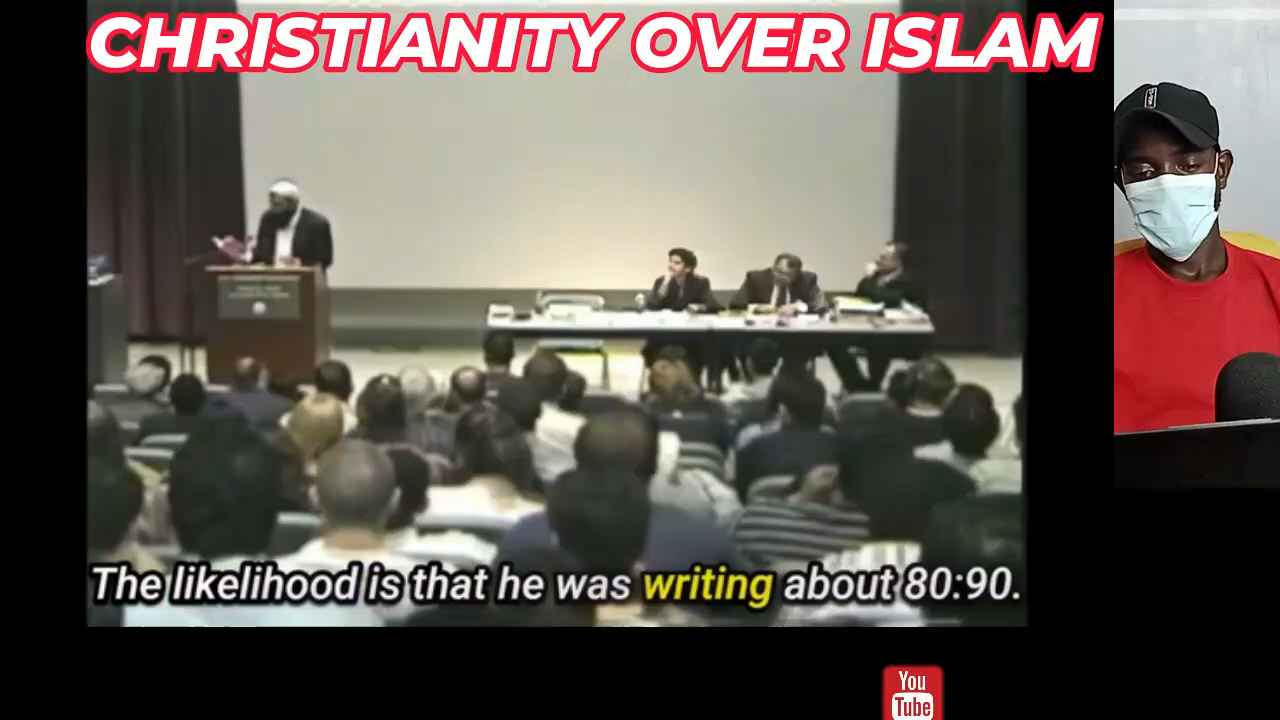 CHRISTIANITY OVER ISLAM
The likelihood is that he was writing about 80:90.
You
Tube